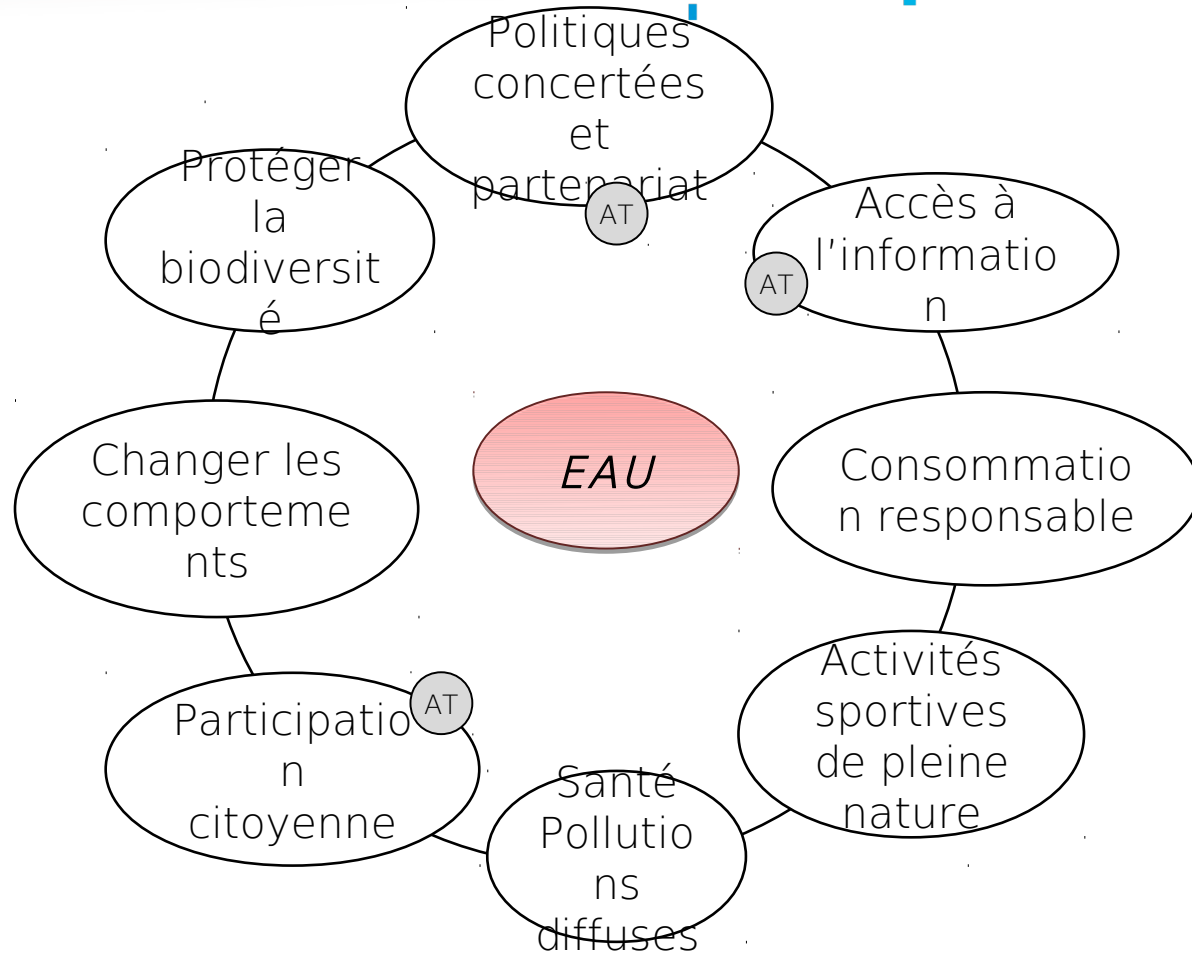 Politiques
concertées
et
partenariat
AT
Accès à
l'informatio
n
AT
Consommatio
n responsable
Activités
sportives
de pleine
nature
Santé
Pollutio
ns
diffuses
Participatio
n
citoyenne
AT
Changer les
comporteme
nts
Protéger
la
biodiversit
é
EAU